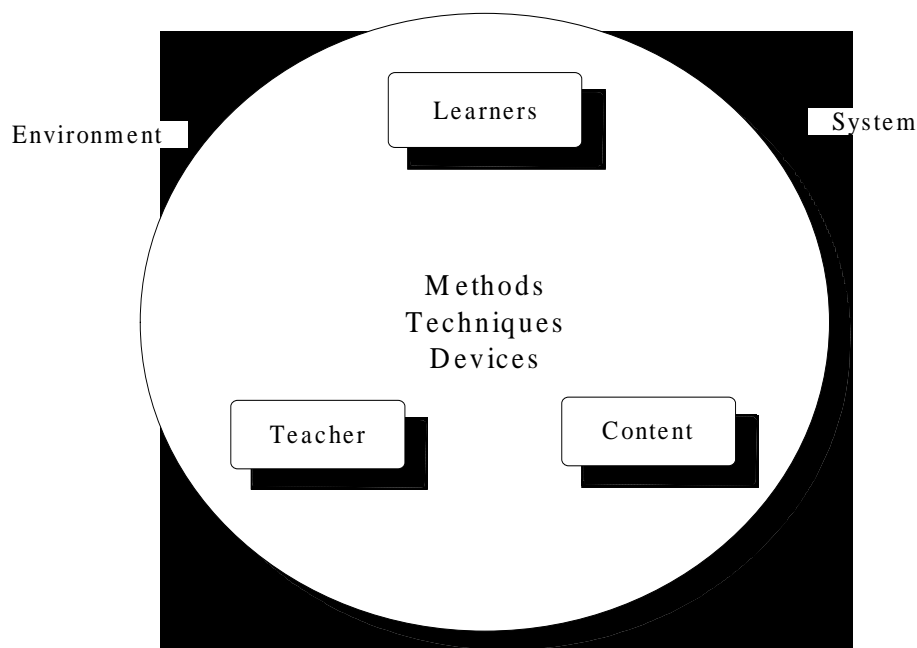 Learners
Environment
System
Methods
Techniques
Devices
Teacher
Content